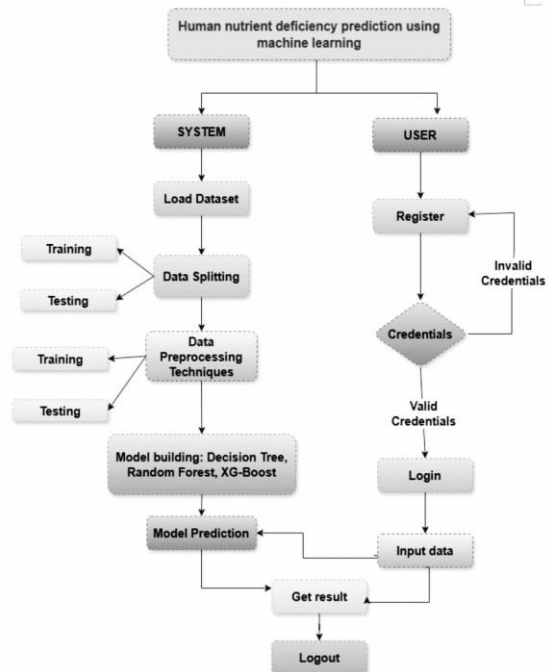 Human nutrient deficiency prediction using
machine learning
SYSTEM
USER
Load Dataset
Register
Training
Data Splitting
Testing
Invalid
Credentials
Credentials
Data
Preprocessing
Techniques
Training
Testing
Valid
Credentials
Model building: Decision Tree,
Random Forest, XG-Boost
Login
Model Prediction
Input data
Get result
Logout